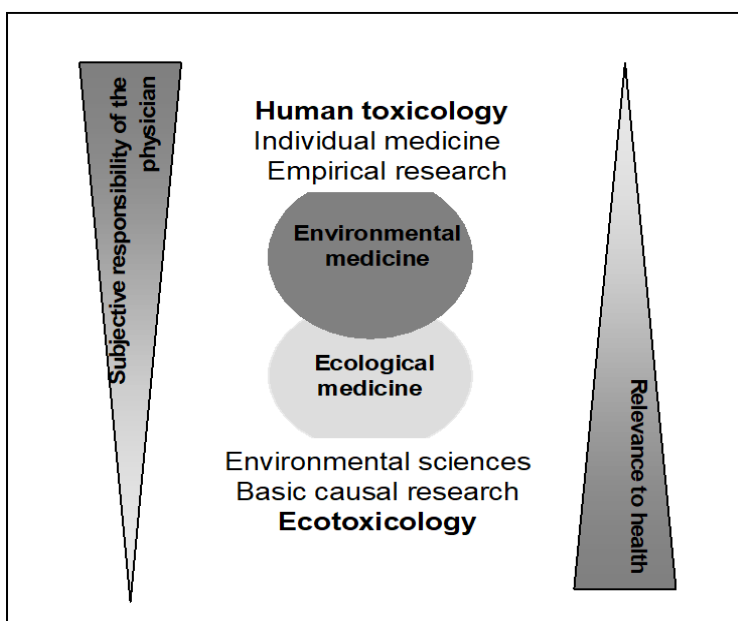 Subjective responsibility of the
physician
Human toxicology
Individual medicine
Empirical research
Environmental
medicine
Ecological
medicine
Environmental sciences
Basic causal research
Ecotoxicology
Relevance to health